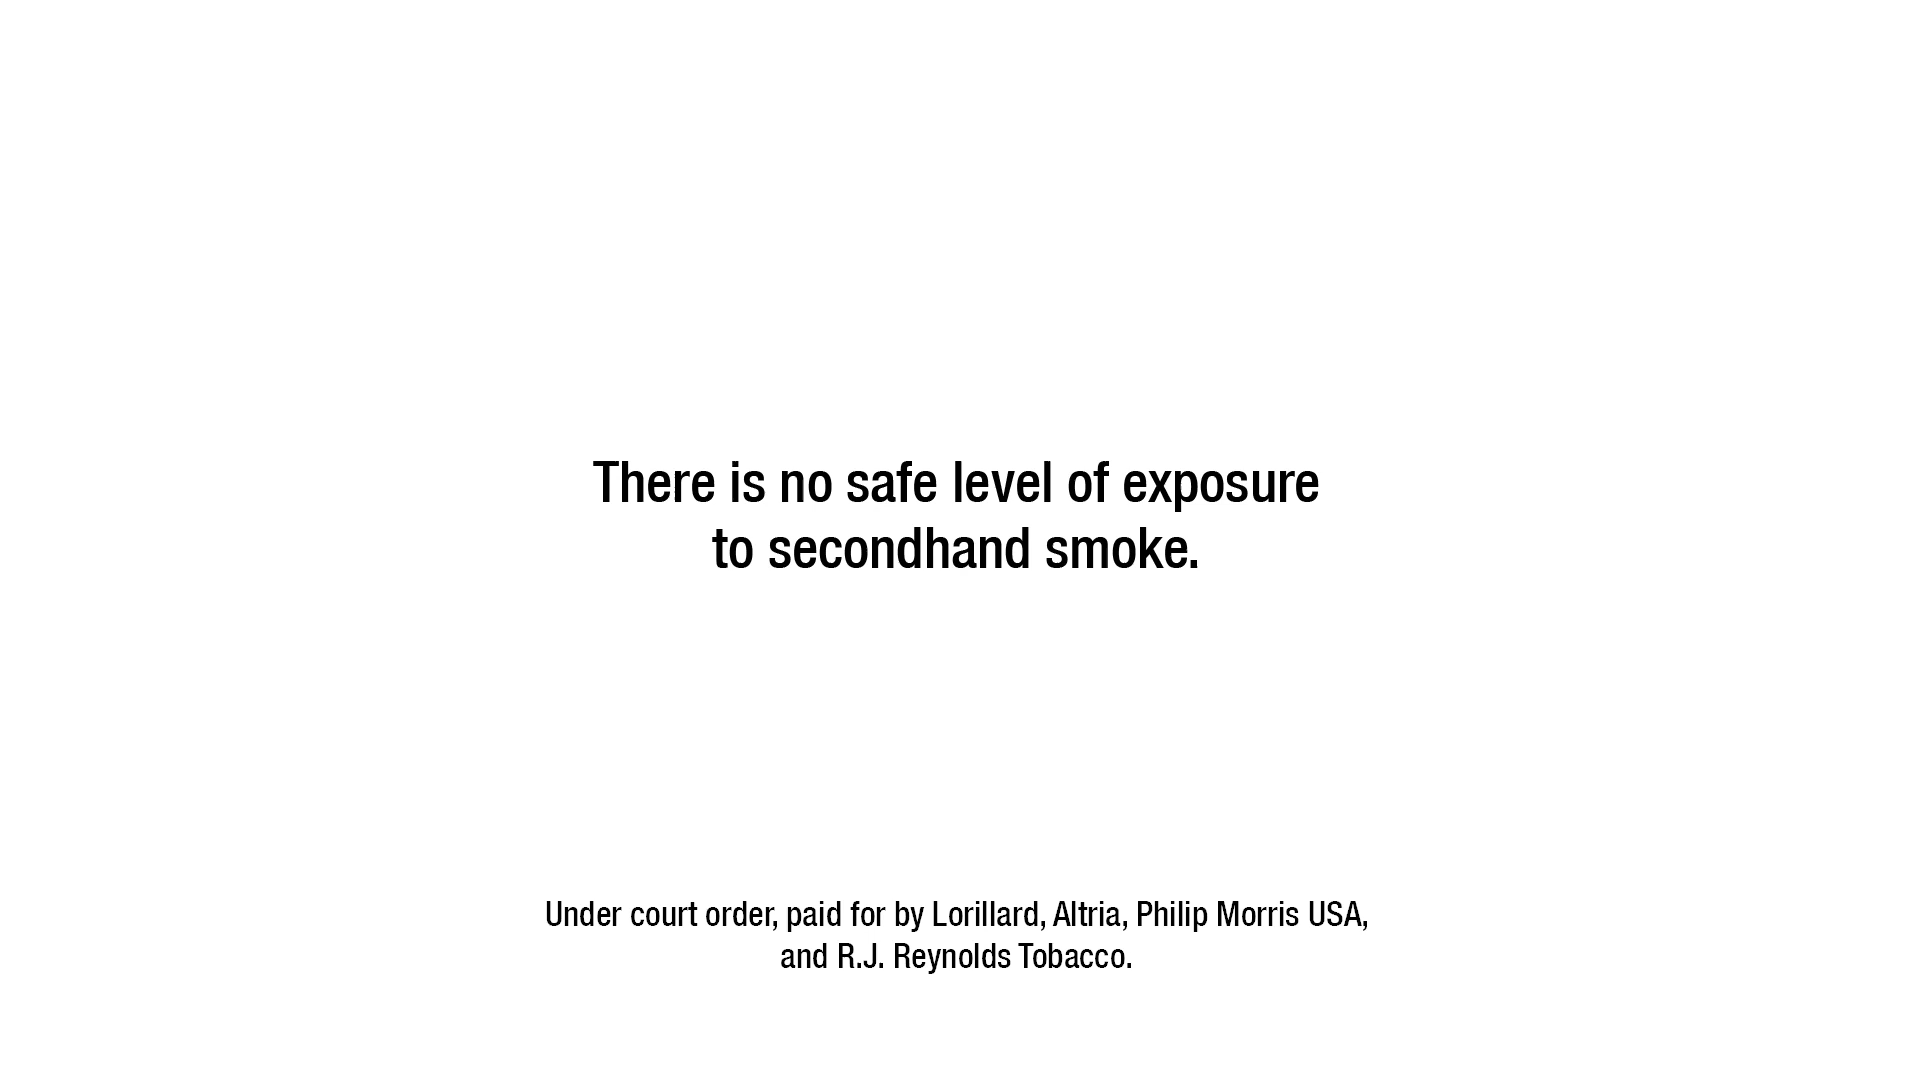 There is no safe level of exposure
to secondhand smoke.
Under court order, paid for by Lorillard, Altria, Philip Morris USA,
and R.J. Reynolds Tobacco.